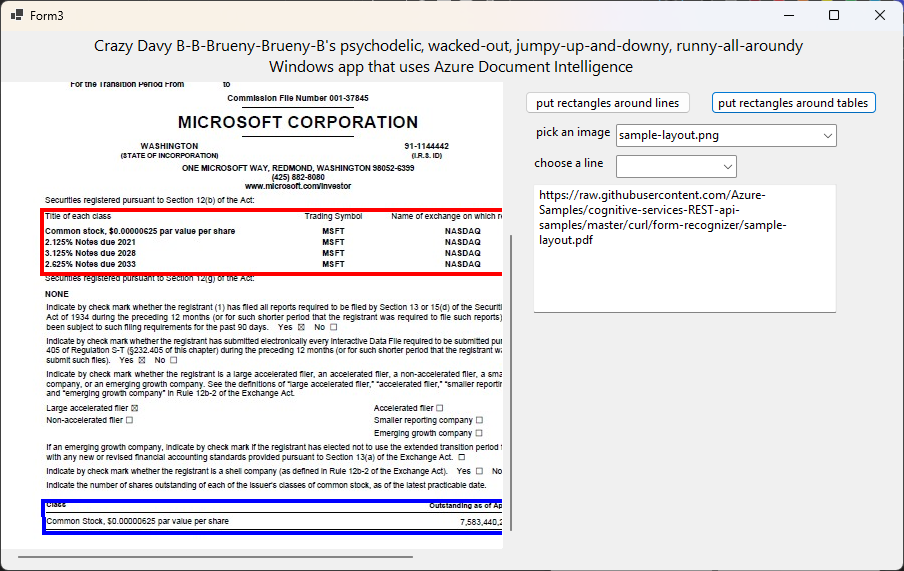 Form3
Crazy Davy B-B-Brueny-Brueny-B's psychodelic, wacked-out, jumpy-up-and-downy, runny-all-aroundy
Windows app that uses Azure Document Intelligence
For the Transition Period From to
Commission File Number 001-37845
MICROSOFT CORPORATION
WASHINGTON 91-1144442
(STATE OF INCORPORATION) (I.R.S. ID)
ONE MICROSOFT WAY, REDMOND, WASHINGTON 98052-6399
(425) 882-8080
www.microsoft.com/investor
Securities registered pursuant to Section 12(b) of the Act:
Title of each class Trading Symbol Name of exchange on which r
Common stock, $0.00000625 par value per share MSFT NASDAQ
2.125% Notes due 2021 MSFT NASDAQ
3.125% Notes due 2028 MSFT NASDAQ
2.625% Notes due 2033 MSFT NASDAQ
Securities registered pursuant to Section 12(g) of the Act:
NONE
Indicate by check mark whether the registrant (1) has filed all reports required to be filed by Section 13 or 15(d) of the Securiti
Act of 1934 during the preceding 12 months (or for such shorter period that the registrant was required to file such reports)
been subject to such filing requirements for the past 90 days. Yes ☒ No ☐
Indicate by check mark whether the registrant has submitted electronically every Interactive Data File required to be submitted pur
405 of Regulation S-T (§232.405 of this chapter) during the preceding 12 months (or for such shorter period that the registrant wa
submit such files). Yes ☒ No ☐
Indicate by check mark whether the registrant is a large accelerated filer, an accelerated filer, a non-accelerated filer, a sma
company, or an emerging growth company. See the definitions of "large accelerated filer," "accelerated filer," "smaller reportin
and "emerging growth company" in Rule 12b-2 of the Exchange Act.
Large accelerated filer ☒ Accelerated filer ☐
Non-accelerated filer ☐ Smaller reporting company ☐
Emerging growth company ☐
If an emerging growth company, indicate by check mark if the registrant has elected not to use the extended transition period
with any new or revised financial accounting standards provided pursuant to Section 13(a) of the Exchange Act. ☐
Indicate by check mark whether the registrant is a shell company (as defined in Rule 12b-2 of the Exchange Act). Yes ☐ No
Indicate the number of shares outstanding of each of the issuer's classes of common stock, as of the latest practicable date.
Class Outstanding as of Ap
Common Stock, $0.00000625 par value per share 7,583,440,2
put rectangles around lines put rectangles around tables
pick an image sample-layout.png
choose a line
https://raw.githubusercontent.com/Azure-
Samples/cognitive-services-REST-api-
samples/master/curl/form-recognizer/sample-
layout.pdf